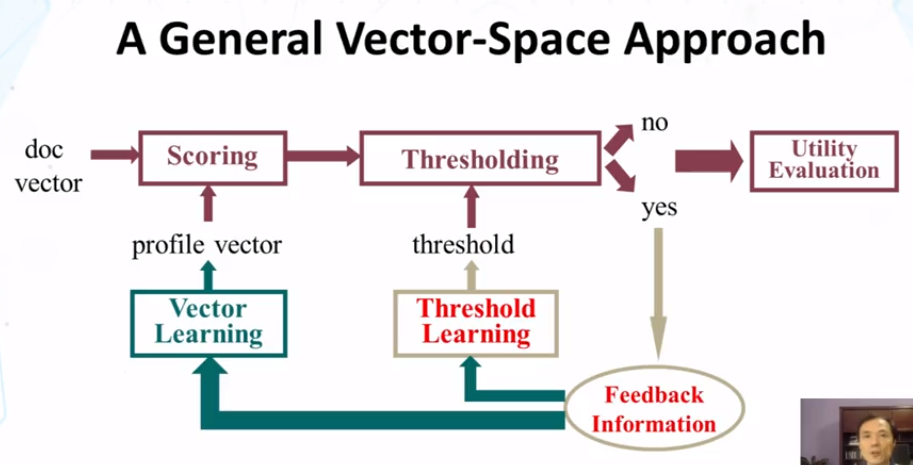 A General Vector-Space Approach
doc
vector
Scoring
Thresholding
no
yes
Utility
Evaluation
profile vector
threshold
Vector
Learning
Threshold
Learning
Feedback
Information